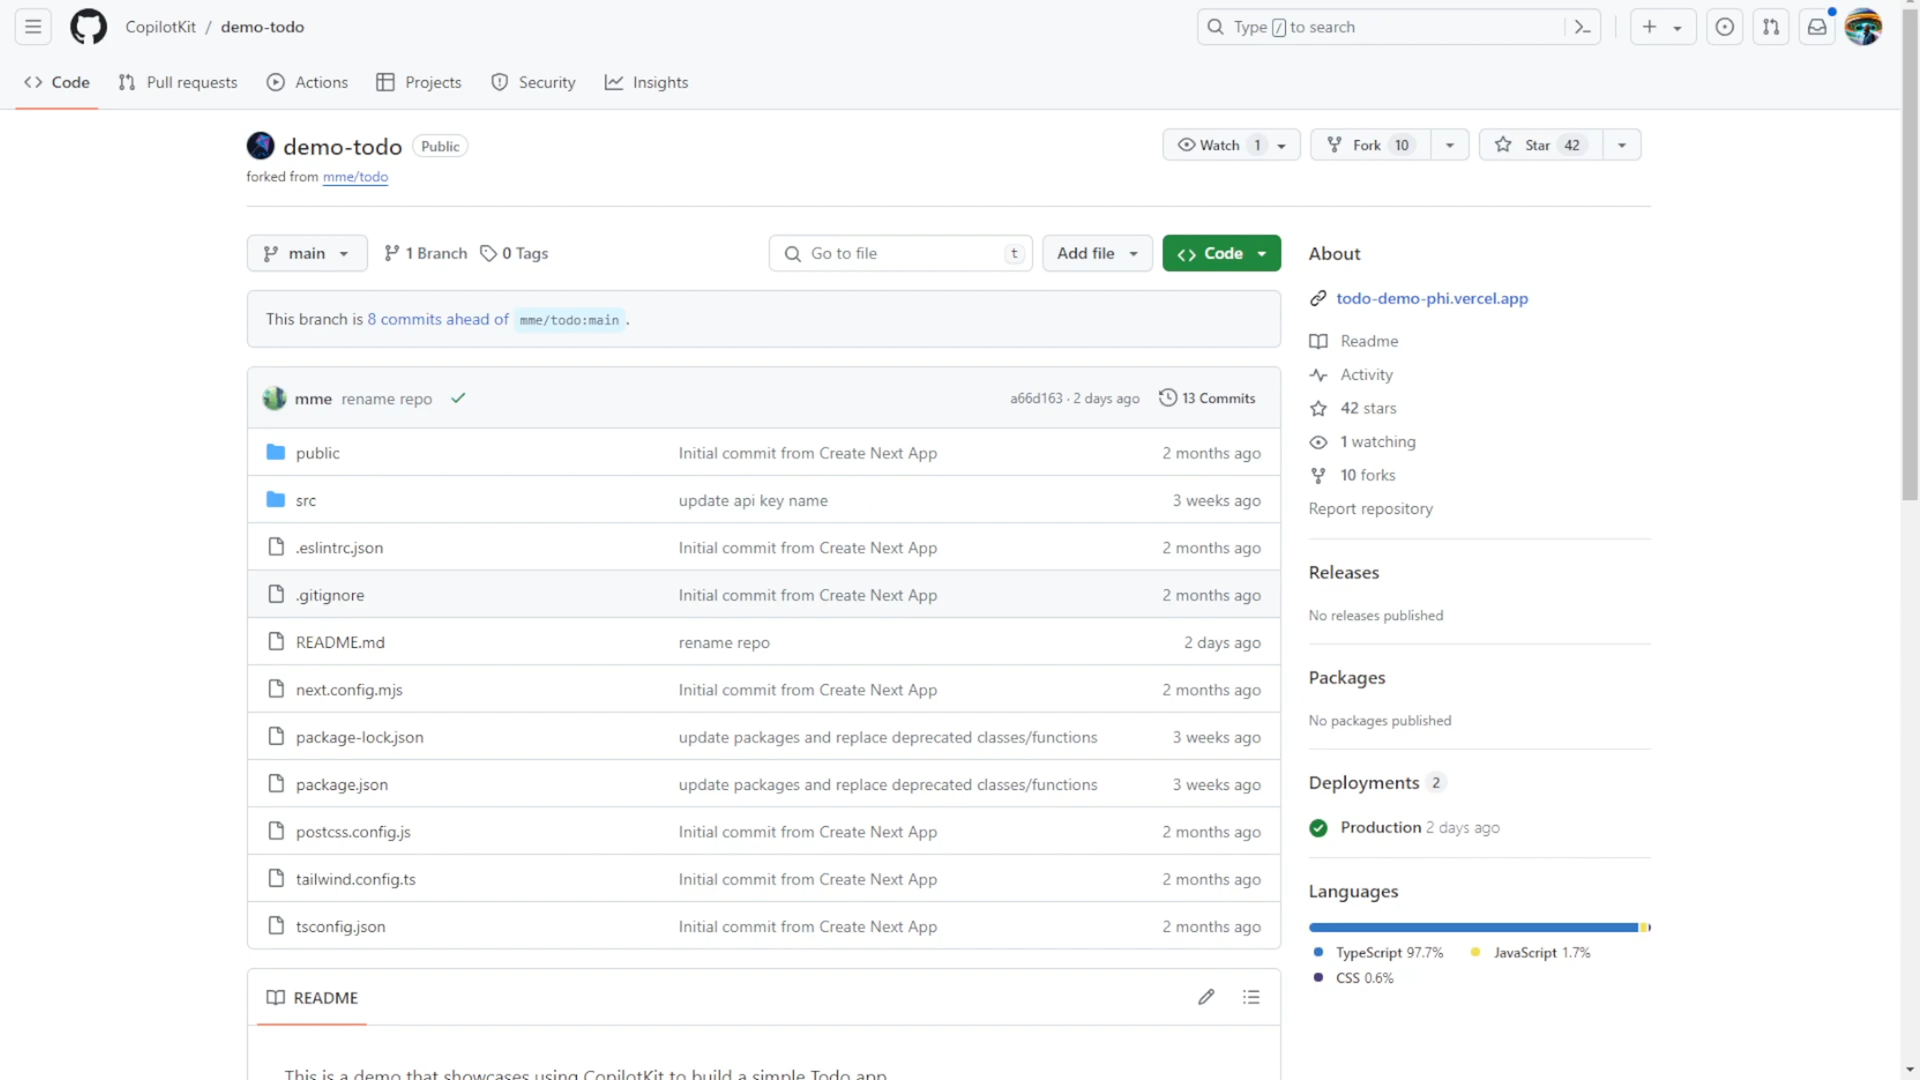 CopilotKit / demo-todo
Type / to search
Code
Pull requests
Actions
Projects
Security
Insights
demo-todo Public
Watch 1
Fork 10
Star 42
forked from mme/todo
main
1 Branch
0 Tags
Go to file t
Add file
Code
About
todo-demo-phi.vercel.app
This branch is 8 commits ahead of mme/todo:main .
Readme
Activity
42 stars
1 watching
10 forks
Report repository
mme rename repo a66d163 · 2 days ago 13 Commits
public Initial commit from Create Next App 2 months ago
src update api key name 3 weeks ago
.eslintrc.json Initial commit from Create Next App 2 months ago
.gitignore Initial commit from Create Next App 2 months ago
README.md rename repo 2 days ago
next.config.mjs Initial commit from Create Next App 2 months ago
package-lock.json update packages and replace deprecated classes/functions 3 weeks ago
package.json update packages and replace deprecated classes/functions 3 weeks ago
postcss.config.js Initial commit from Create Next App 2 months ago
tailwind.config.ts Initial commit from Create Next App 2 months ago
tsconfig.json Initial commit from Create Next App 2 months ago
Releases
No releases published
Packages
No packages published
Deployments 2
Production 2 days ago
Languages
TypeScript 97.7% JavaScript 1.7%
CSS 0.6%
README
This is a demo that showcases using CopilotKit to build a simple Todo app